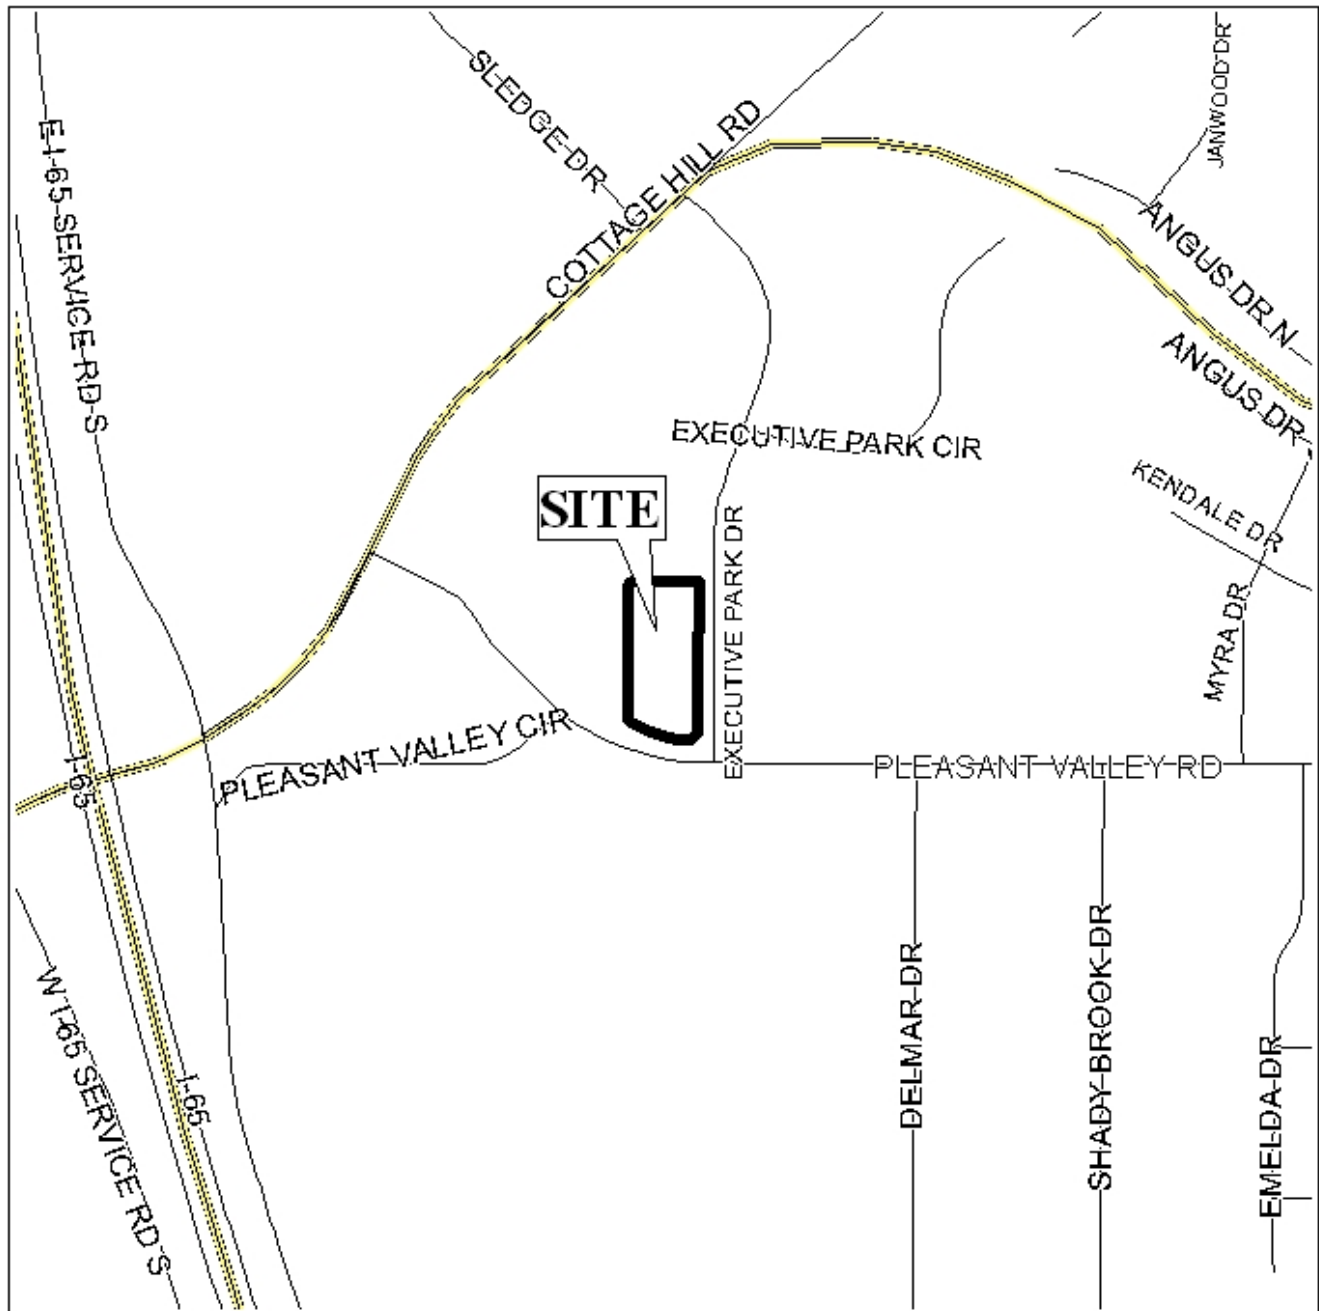 SLEDGE DR
COTTAGE HILL RD
JANWOOD DR
E I-65 SERVICE RD S
ANGUS DR N
ANGUS DR
EXECUTIVE PARK CIR
KENDALE DR
SITE
EXECUTIVE PARK DR
MYRA DR
PLEASANT VALLEY CIR
PLEASANT VALLEY RD
I-65
DELMAR DR
SHADY BROOK DR
EMELDA DR
W I-65 SERVICE RD S
I-65